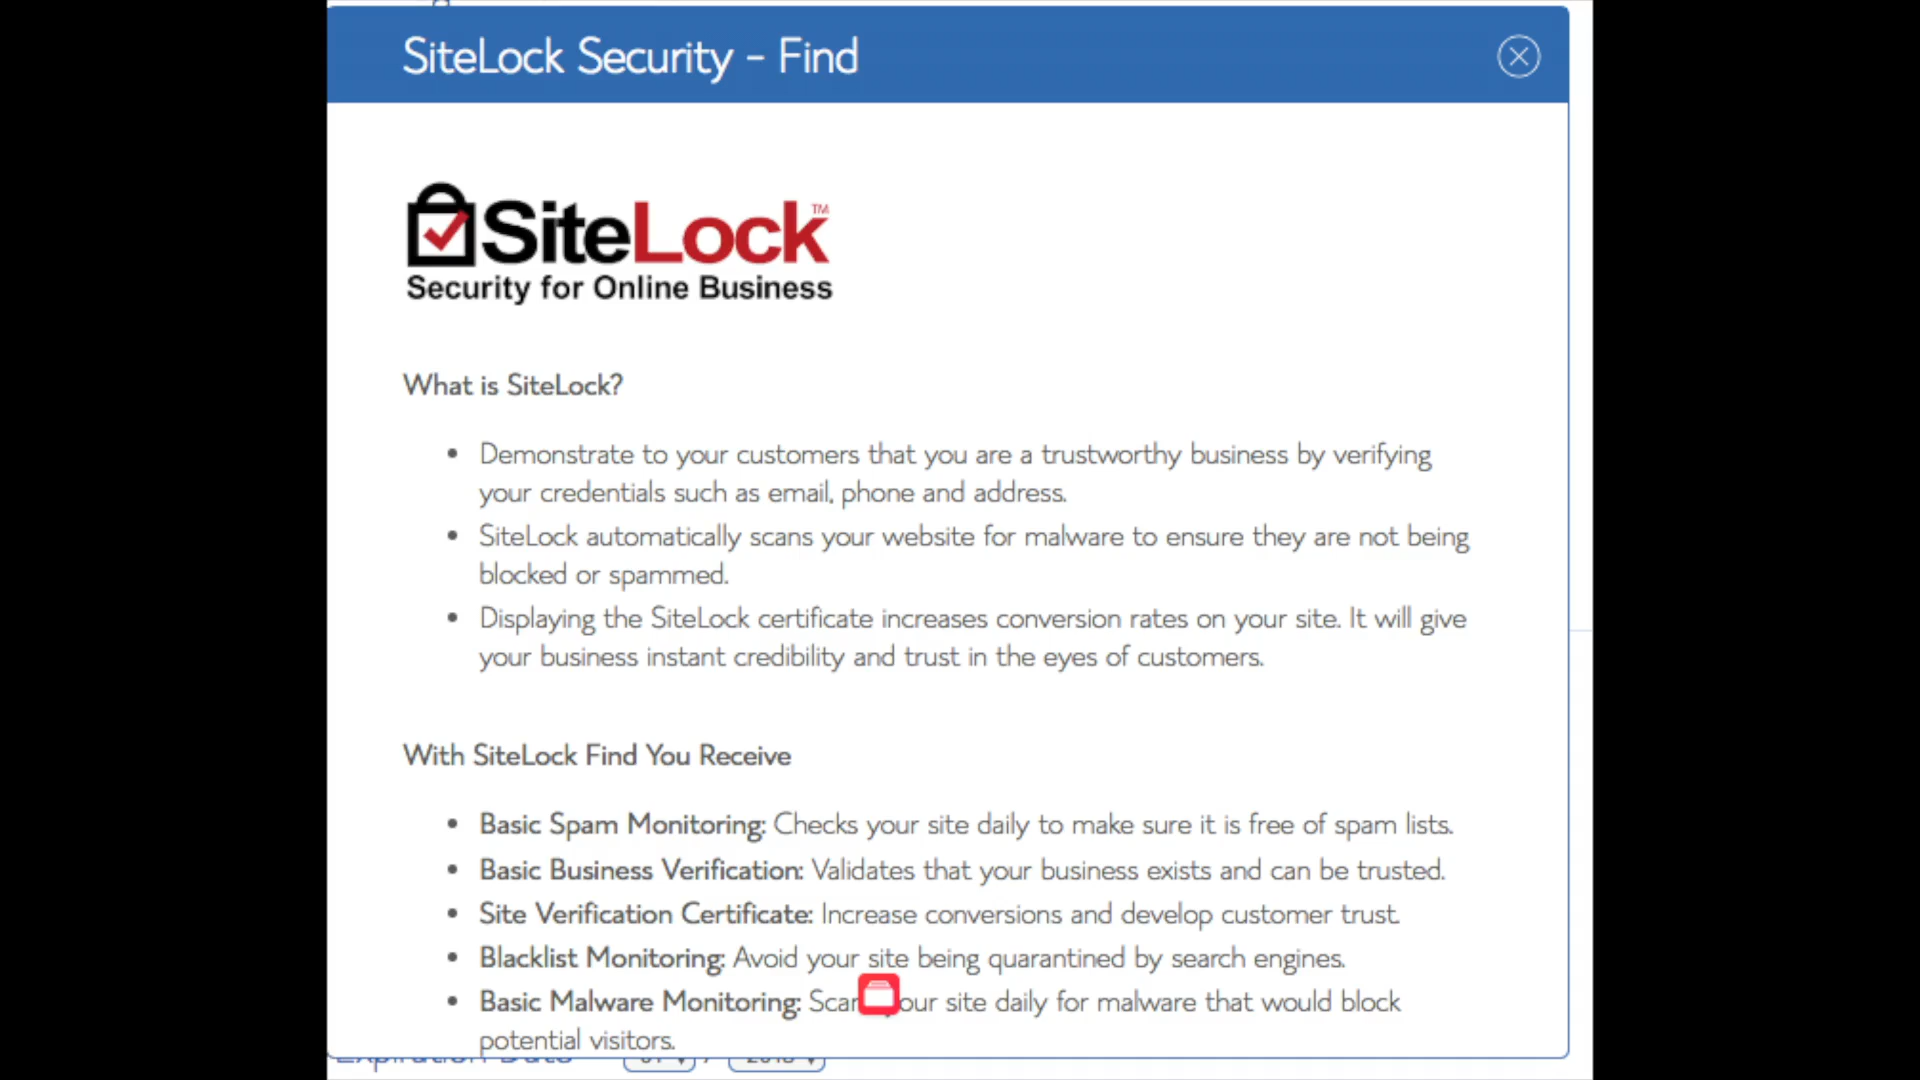 SiteLock Security - Find
SiteLock™
Security for Online Business
What is SiteLock?
Demonstrate to your customers that you are a trustworthy business by verifying
your credentials such as email, phone and address.
SiteLock automatically scans your website for malware to ensure they are not being
blocked or spammed.
Displaying the SiteLock certificate increases conversion rates on your site. It will give
your business instant credibility and trust in the eyes of customers.
With SiteLock Find You Receive
Basic Spam Monitoring: Checks your site daily to make sure it is free of spam lists.
Basic Business Verification: Validates that your business exists and can be trusted.
Site Verification Certificate: Increase conversions and develop customer trust.
Blacklist Monitoring: Avoid your site being quarantined by search engines.
Basic Malware Monitoring: site daily for malware that would block
potential visitors.
Expiration Date